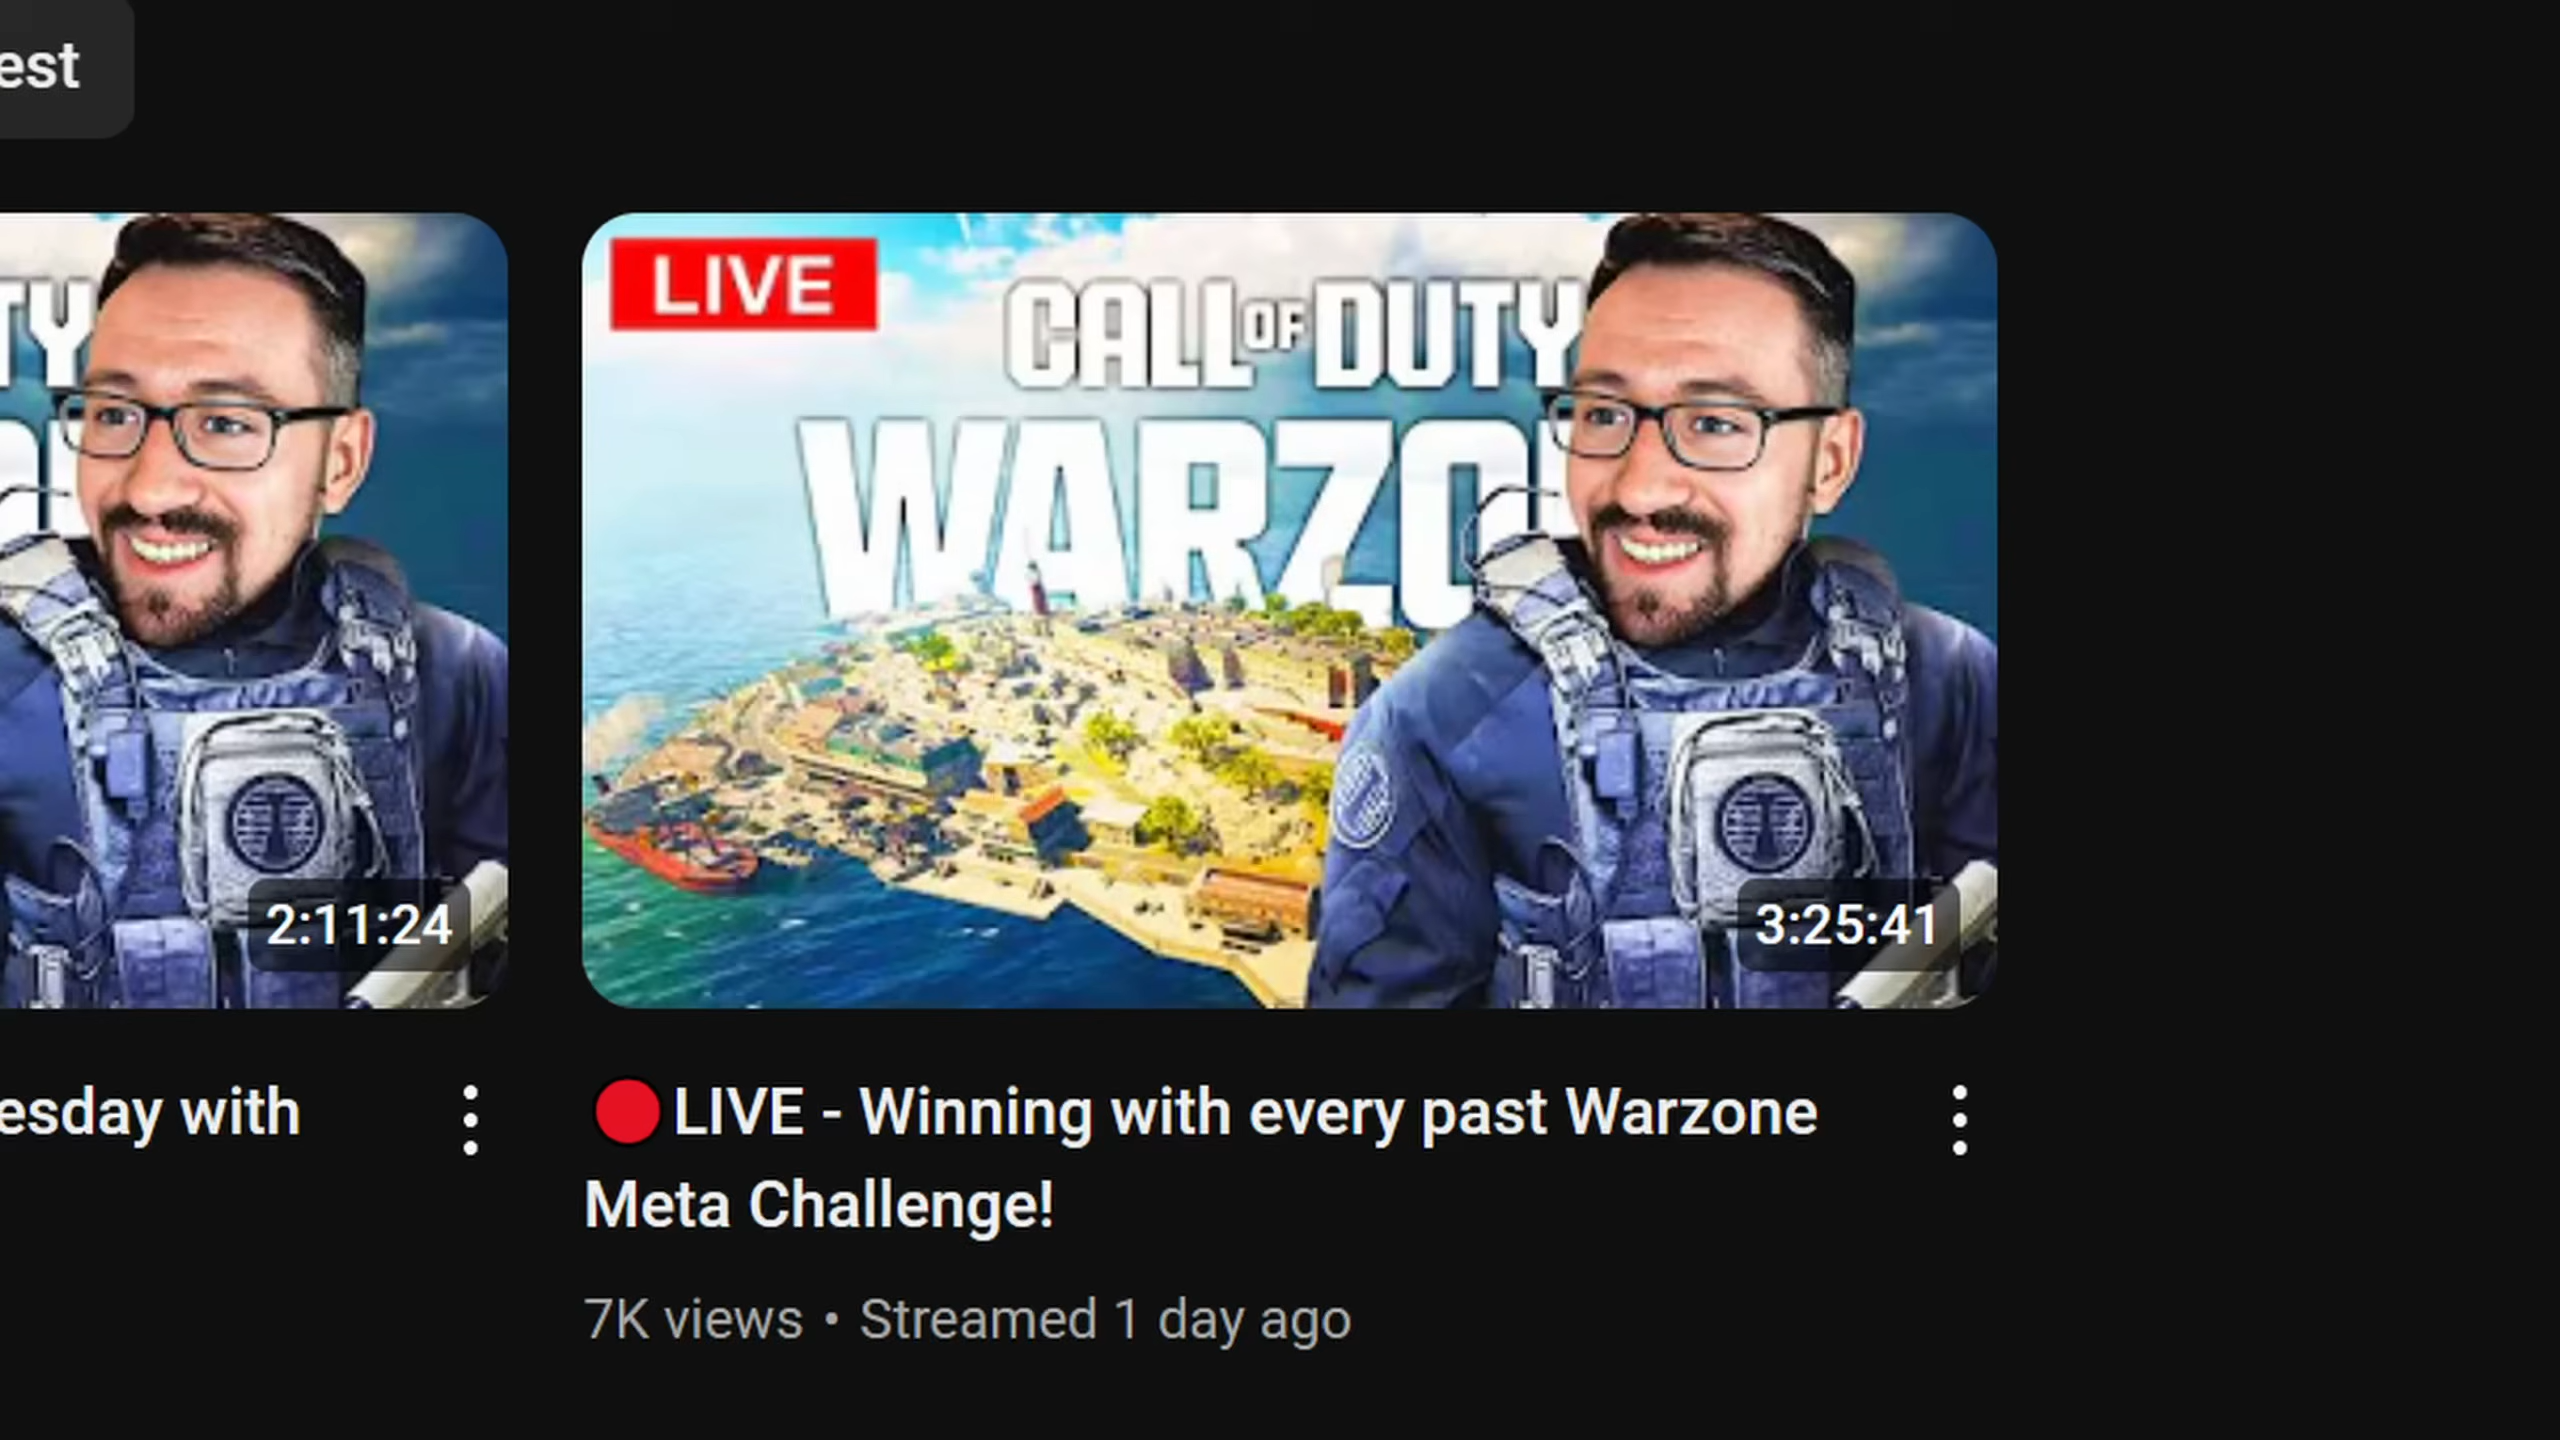 est
TY
2:11:24
esday with
LIVE
CALL OF DUTY
WARZO
3:25:41
🔴LIVE - Winning with every past Warzone
Meta Challenge!
7K views • Streamed 1 day ago